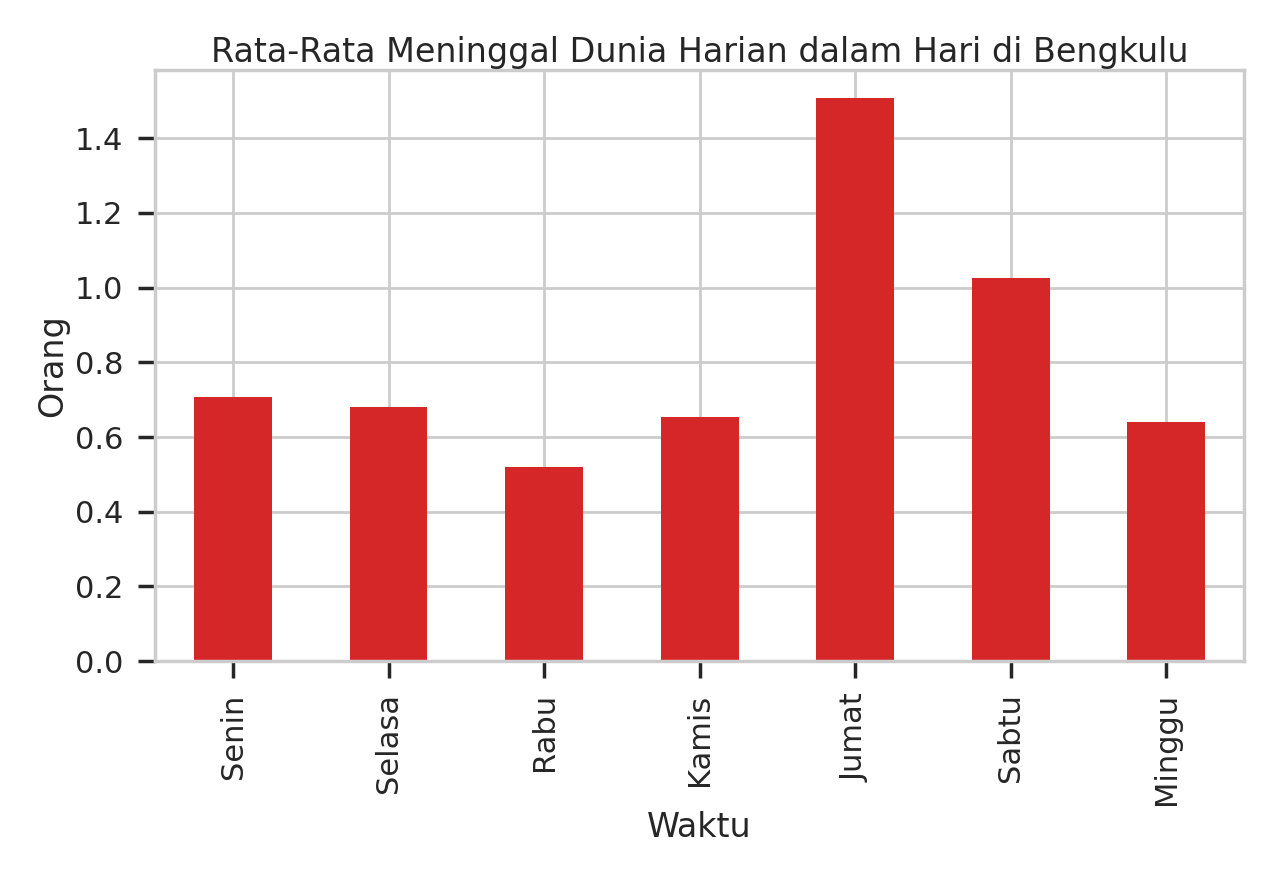 Rata-Rata Meninggal Dunia Harian dalam Hari di Bengkulu
1.4
1.2
1.0
0.8
0.6
0.4
0.2
0.0
Orang
Senin
Selasa
Rabu
Kamis
Jumat
Sabtu
Minggu
Waktu